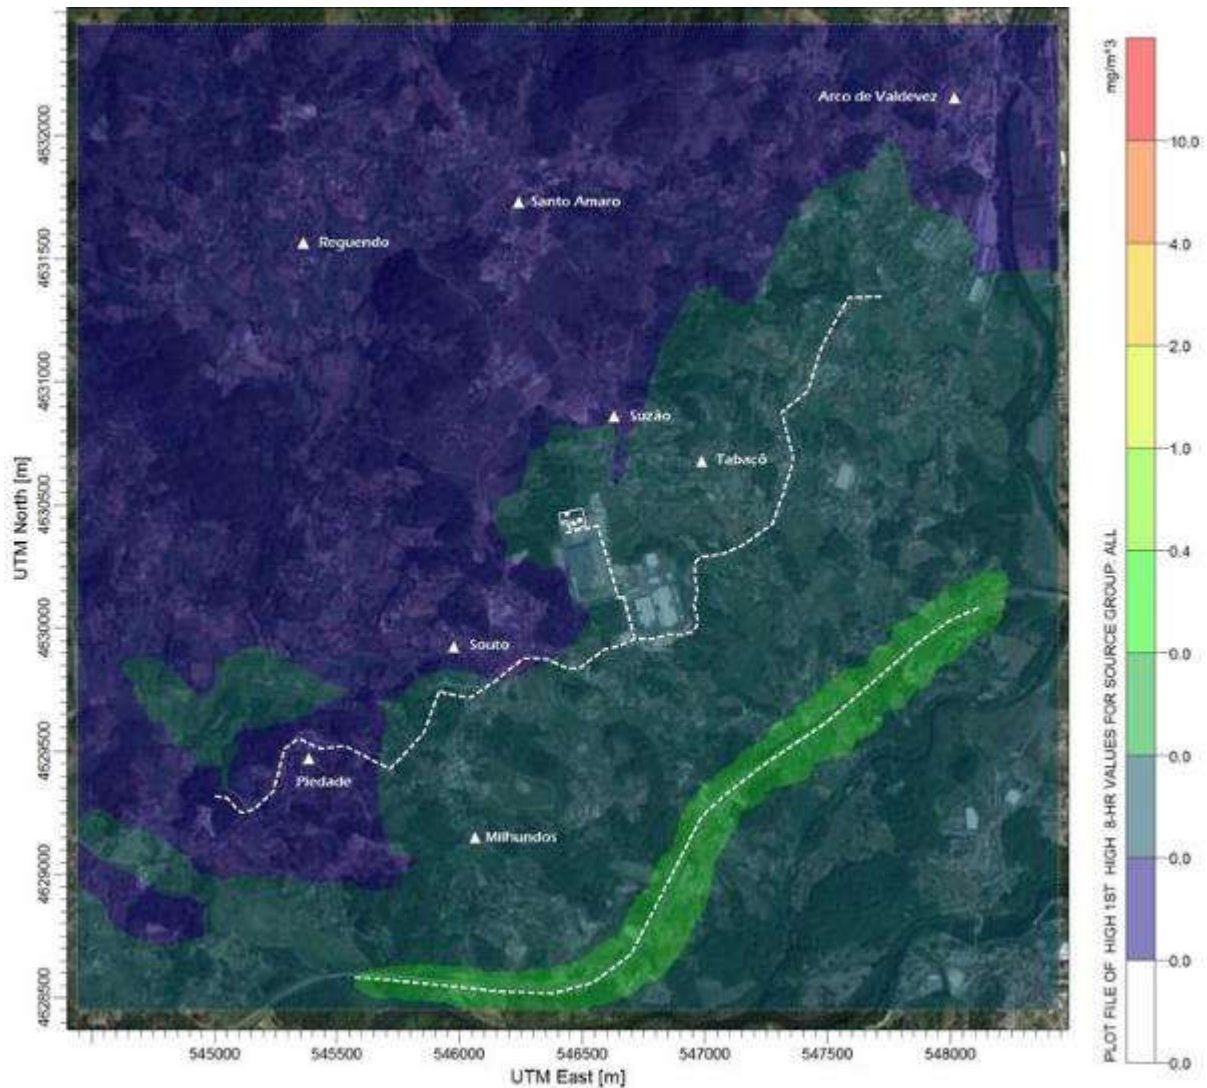 mg/m^3
Arco de Valdevez
Santo Amaro
Reguendo
Suzão
Tabaçô
Souto
Piedade
Milhundos
4632000
4631500
4631000
4630500
4630000
4629500
4629000
4628500
UTM North [m]
545000
545500
546000
546500
547000
547500
548000
UTM East [m]
10.0
4.0
2.0
1.0
0.4
0.0
0.0
0.0
0.0
0.0
PLOT FILE OF HIGH 1ST HIGH 8-HR VALUES FOR SOURCE GROUP: ALL